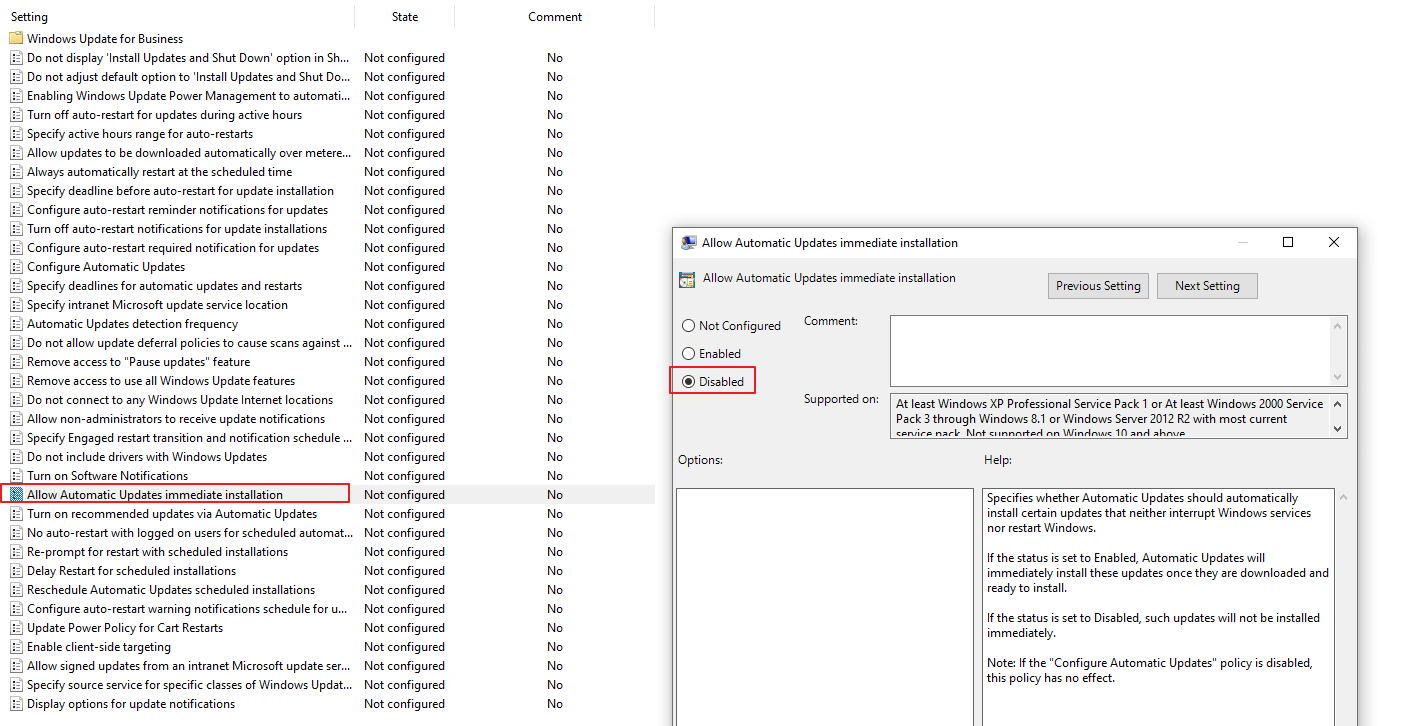 Setting State Comment
Windows Update for Business
Do not display 'Install Updates and Shut Down' option in Sh... Not configured No
Do not adjust default option to 'Install Updates and Shut Do... Not configured No
Enabling Windows Update Power Management to automati... Not configured No
Turn off auto-restart for updates during active hours Not configured No
Specify active hours range for auto-restarts Not configured No
Allow updates to be downloaded automatically over metere... Not configured No
Always automatically restart at the scheduled time Not configured No
Specify deadline before auto-restart for update installation Not configured No
Configure auto-restart reminder notifications for updates Not configured No
Turn off auto-restart notifications for update installations Not configured No
Configure auto-restart required notification for updates Not configured No
Configure Automatic Updates Not configured No
Specify deadlines for automatic updates and restarts Not configured No
Specify intranet Microsoft update service location Not configured No
Automatic Updates detection frequency Not configured No
Do not allow update deferral policies to cause scans against ... Not configured No
Remove access to "Pause updates" feature Not configured No
Remove access to use all Windows Update features Not configured No
Do not connect to any Windows Update Internet locations Not configured No
Allow non-administrators to receive update notifications Not configured No
Specify Engaged restart transition and notification schedule ... Not configured No
Do not include drivers with Windows Updates Not configured No
Turn on Software Notifications Not configured No
Allow Automatic Updates immediate installation Not configured No
Turn on recommended updates via Automatic Updates Not configured No
No auto-restart with logged on users for scheduled automat... Not configured No
Re-prompt for restart with scheduled installations Not configured No
Delay Restart for scheduled installations Not configured No
Reschedule Automatic Updates scheduled installations Not configured No
Configure auto-restart warning notifications schedule for u... Not configured No
Update Power Policy for Cart Restarts Not configured No
Enable client-side targeting Not configured No
Allow signed updates from an intranet Microsoft update ser... Not configured No
Specify source service for specific classes of Windows Updat... Not configured No
Display options for update notifications Not configured No
Allow Automatic Updates immediate installation
Allow Automatic Updates immediate installation
Previous Setting Next Setting
Not Configured
Enabled
Disabled
Comment:
Supported on:
At least Windows XP Professional Service Pack 1 or At least Windows 2000 Service
Pack 3 through Windows 8.1 or Windows Server 2012 R2 with most current
service pack. Not supported on Windows 10 and above
Options:
Help:
Specifies whether Automatic Updates should automatically
install certain updates that neither interrupt Windows services
nor restart Windows.
If the status is set to Enabled, Automatic Updates will
immediately install these updates once they are downloaded and
ready to install.
If the status is set to Disabled, such updates will not be installed
immediately.
Note: If the "Configure Automatic Updates" policy is disabled,
this policy has no effect.